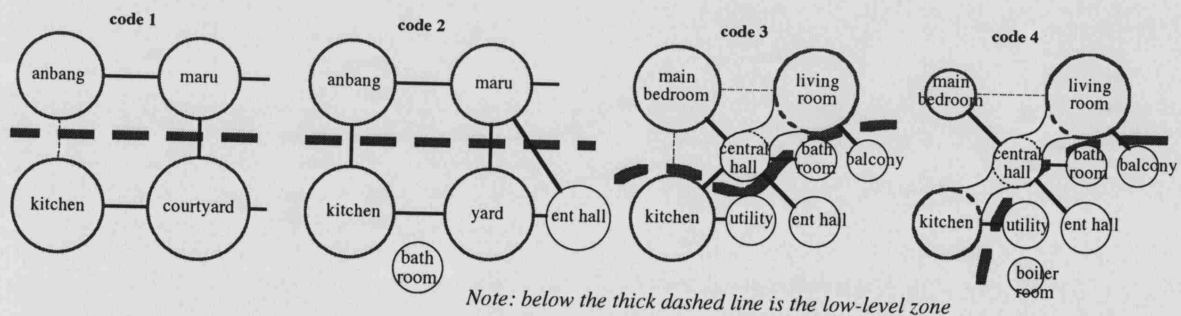 code 1
anbang
maru
kitchen
courtyard
code 2
anbang
maru
kitchen
yard
ent hall
bath
room
code 3
main
bedroom
living
room
central
hall
bath
room
balcony
kitchen
utility
ent hall
code 4
main
bedroom
living
room
central
hall
bath
room
balcony
kitchen
utility
ent hall
boiler
room
Note: below the thick dashed line is the low-level zone